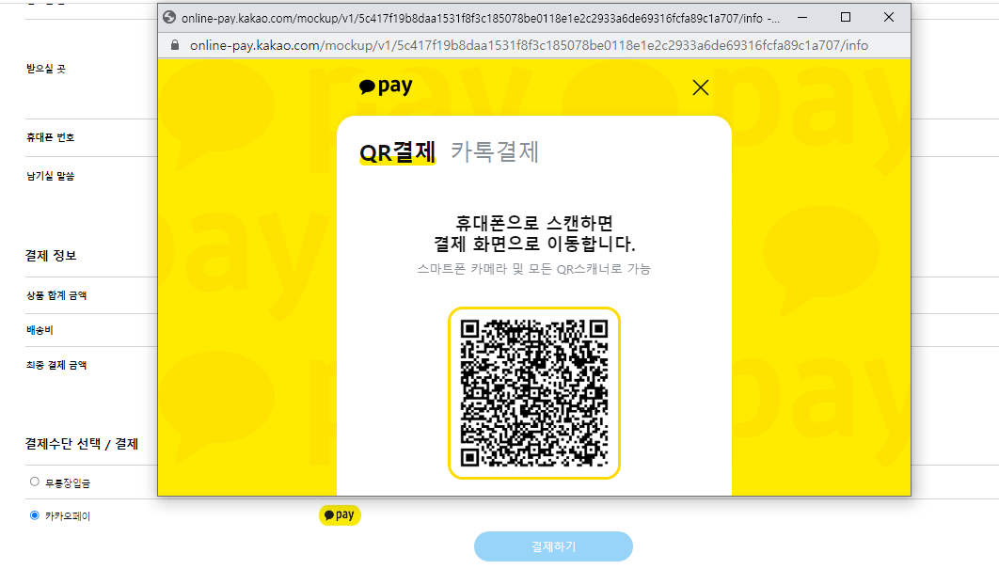 online-pay.kakao.com/mockup/v1/5c417f19b8daa1531f8f3c185078be0118e1e2c2933a6de69316fcfa89c1a707/info -...
online-pay.kakao.com/mockup/v1/5c417f19b8daa1531f8f3c185078be0118e1e2c2933a6de69316fcfa89c1a707/info
pay
QR결제 카톡결제
휴대폰으로 스캔하면
결제 화면으로 이동합니다.
스마트폰 카메라 및 모든 QR스캐너로 가능
받으실 곳
휴대폰 번호
남기실 말씀
결제 정보
상품 합계 금액
배송비
최종 결제 금액
결제수단 선택 / 결제
무통장입금
카카오페이
pay
결제하기